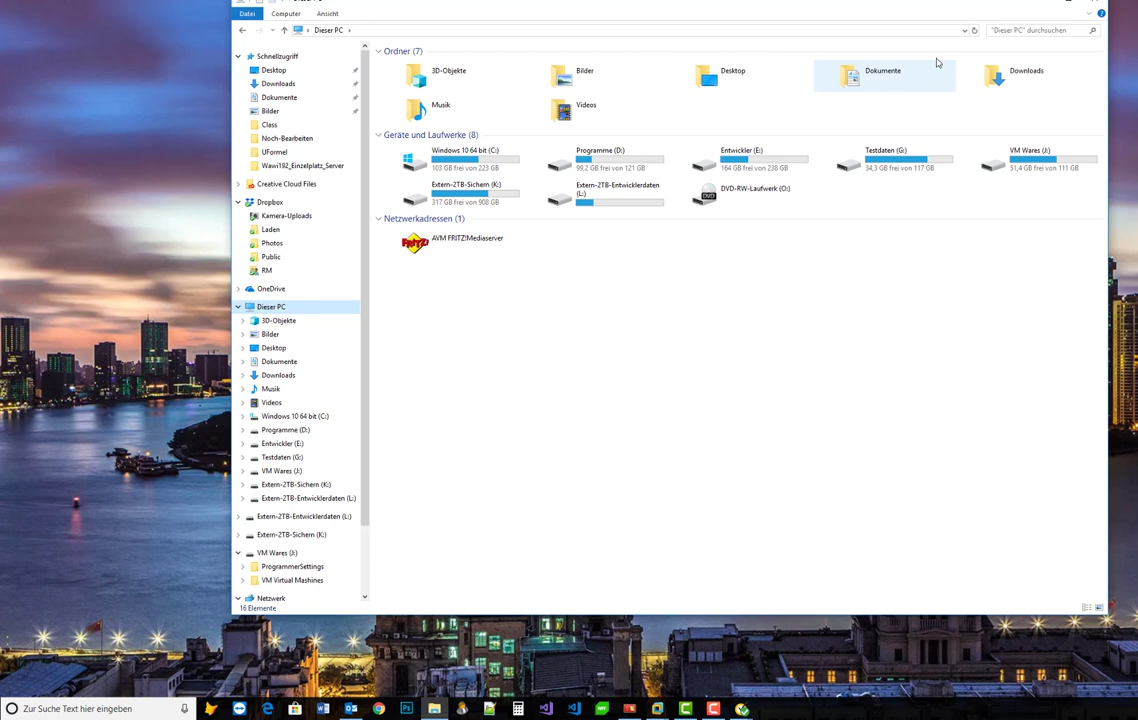 Datei
Computer
Ansicht
Dieser PC
"Dieser PC" durchsuchen
Schnellzugriff
Desktop
Downloads
Dokumente
Bilder
Class
Noch-Bearbeiten
UFormel
Wawi192_Einzelplatz_Server
Creative Cloud Files
Dropbox
Kamera-Uploads
Laden
Photos
Public
RM
OneDrive
Dieser PC
3D-Objekte
Bilder
Desktop
Dokumente
Downloads
Musik
Videos
Windows 10 64 bit (C:)
Programme (D:)
Entwickler (E:)
Testdaten (G:)
VM Wares (J:)
Extern-2TB-Sichern (K:)
Extern-2TB-Entwicklerdaten (L:)
Extern-2TB-Entwicklerdaten (L:)
Extern-2TB-Sichern (K:)
VM Wares (J:)
ProgrammerSettings
VM Virtual Machines
Netzwerk
16 Elemente
Ordner (7)
3D-Objekte
Bilder
Desktop
Dokumente
Downloads
Musik
Videos
Geräte und Laufwerke (8)
Windows 10 64 bit (C:)
103 GB frei von 223 GB
Programme (D:)
99,2 GB frei von 121 GB
Entwickler (E:)
164 GB frei von 238 GB
Testdaten (G:)
34,3 GB frei von 117 GB
VM Wares (J:)
51,4 GB frei von 111 GB
Extern-2TB-Sichern (K:)
317 GB frei von 908 GB
Extern-2TB-Entwicklerdaten
(L:)
DVD-RW-Laufwerk (O:)
DVD
Netzwerkadressen (1)
FRITZ!
AVM FRITZ!Mediaserver
Zur Suche Text hier eingeben